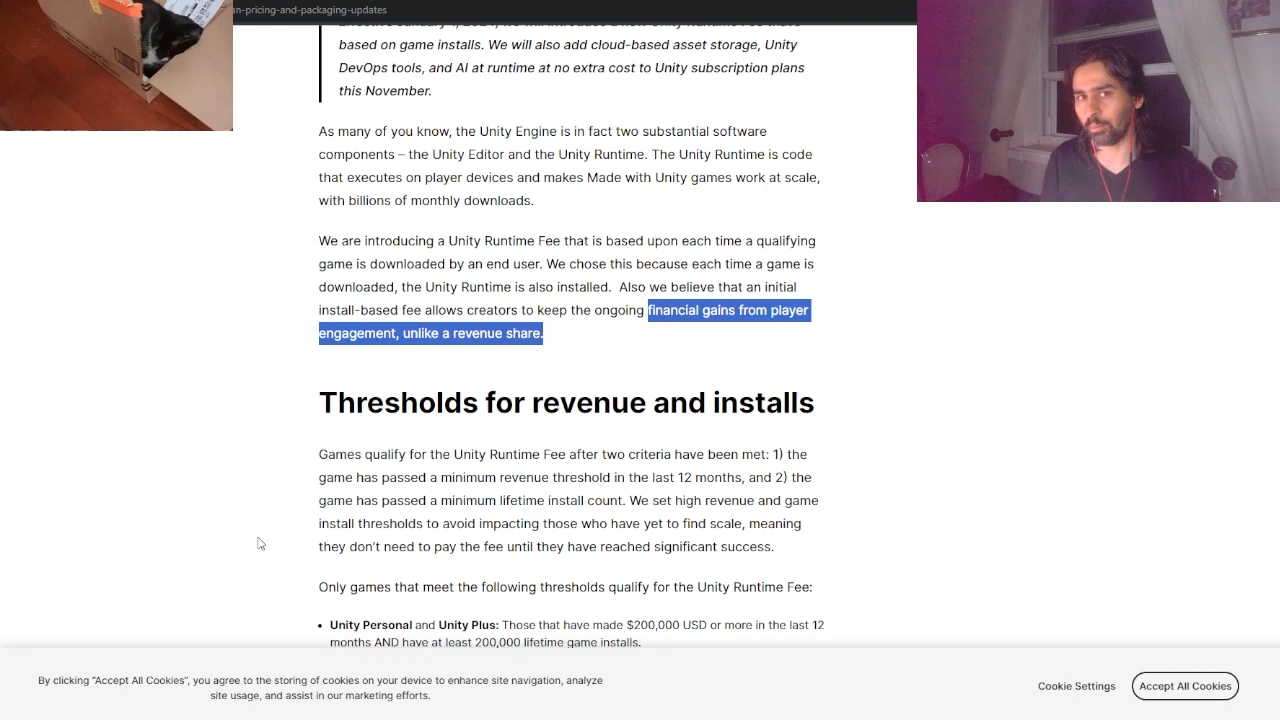 an-pricing-and-packaging-updates
based on game installs. We will also add cloud-based asset storage, Unity
DevOps tools, and AI at runtime at no extra cost to Unity subscription plans
this November.
As many of you know, the Unity Engine is in fact two substantial software
components – the Unity Editor and the Unity Runtime. The Unity Runtime is code
that executes on player devices and makes Made with Unity games work at scale,
with billions of monthly downloads.
We are introducing a Unity Runtime Fee that is based upon each time a qualifying
game is downloaded by an end user. We chose this because each time a game is
downloaded, the Unity Runtime is also installed.  Also we believe that an initial
install-based fee allows creators to keep the ongoing financial gains from player
engagement, unlike a revenue share.
Thresholds for revenue and installs
Games qualify for the Unity Runtime Fee after two criteria have been met: 1) the
game has passed a minimum revenue threshold in the last 12 months, and 2) the
game has passed a minimum lifetime install count. We set high revenue and game
install thresholds to avoid impacting those who have yet to find scale, meaning
they don’t need to pay the fee until they have reached significant success.
Only games that meet the following thresholds qualify for the Unity Runtime Fee:
• Unity Personal and Unity Plus: Those that have made $200,000 USD or more in the last 12
months AND have at least 200,000 lifetime game installs.
By clicking “Accept All Cookies”, you agree to the storing of cookies on your device to enhance site navigation, analyze
site usage, and assist in our marketing efforts.
Cookie Settings
Accept All Cookies